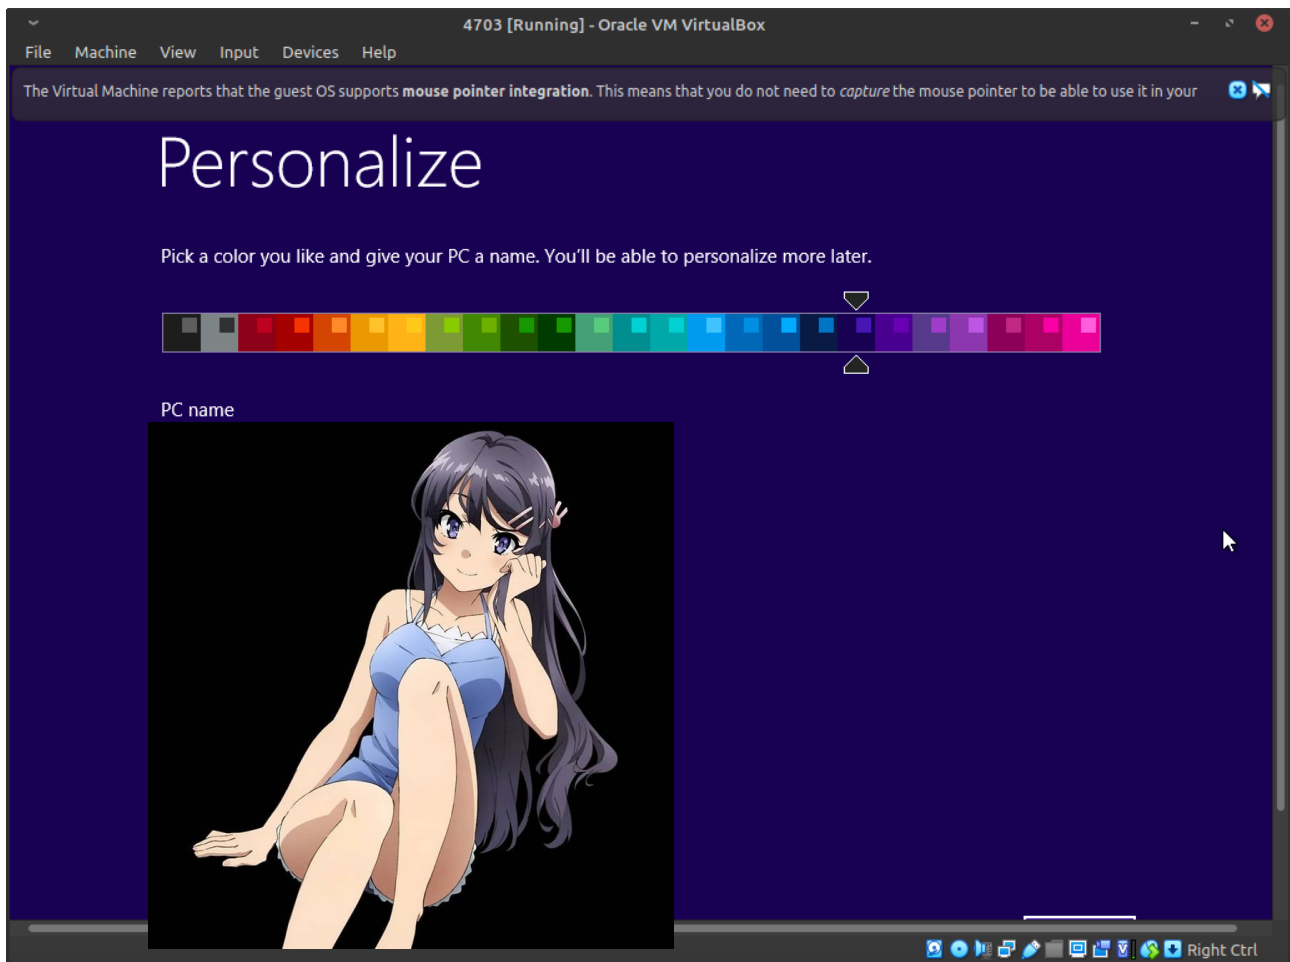 4703 [Running] - Oracle VM VirtualBox
File Machine View Input Devices Help
The Virtual Machine reports that the guest OS supports mouse pointer integration. This means that you do not need to capture the mouse pointer to be able to use it in your
Personalize
Pick a color you like and give your PC a name. You'll be able to personalize more later.
PC name
Right Ctrl